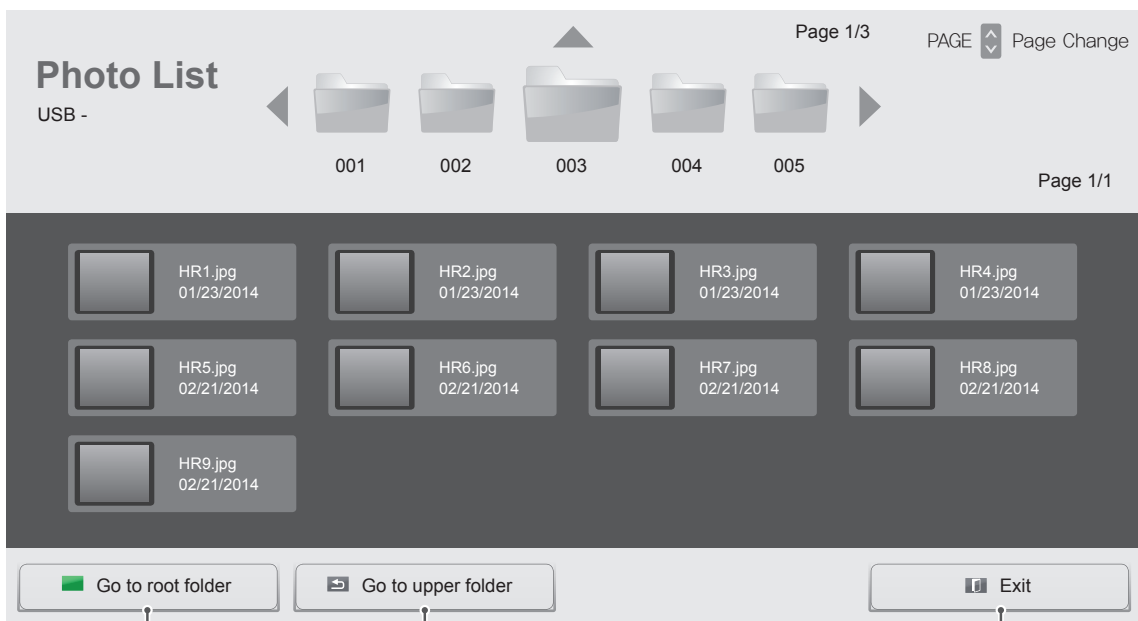 Page 1/3
PAGE Page Change
Photo List
USB -
001 002 003 004 005
Page 1/1
HR1.jpg
01/23/2014
HR2.jpg
01/23/2014
HR3.jpg
01/23/2014
HR4.jpg
01/23/2014
HR5.jpg
02/21/2014
HR6.jpg
02/21/2014
HR7.jpg
02/21/2014
HR8.jpg
02/21/2014
HR9.jpg
02/21/2014
Go to root folder
Go to upper folder
Exit